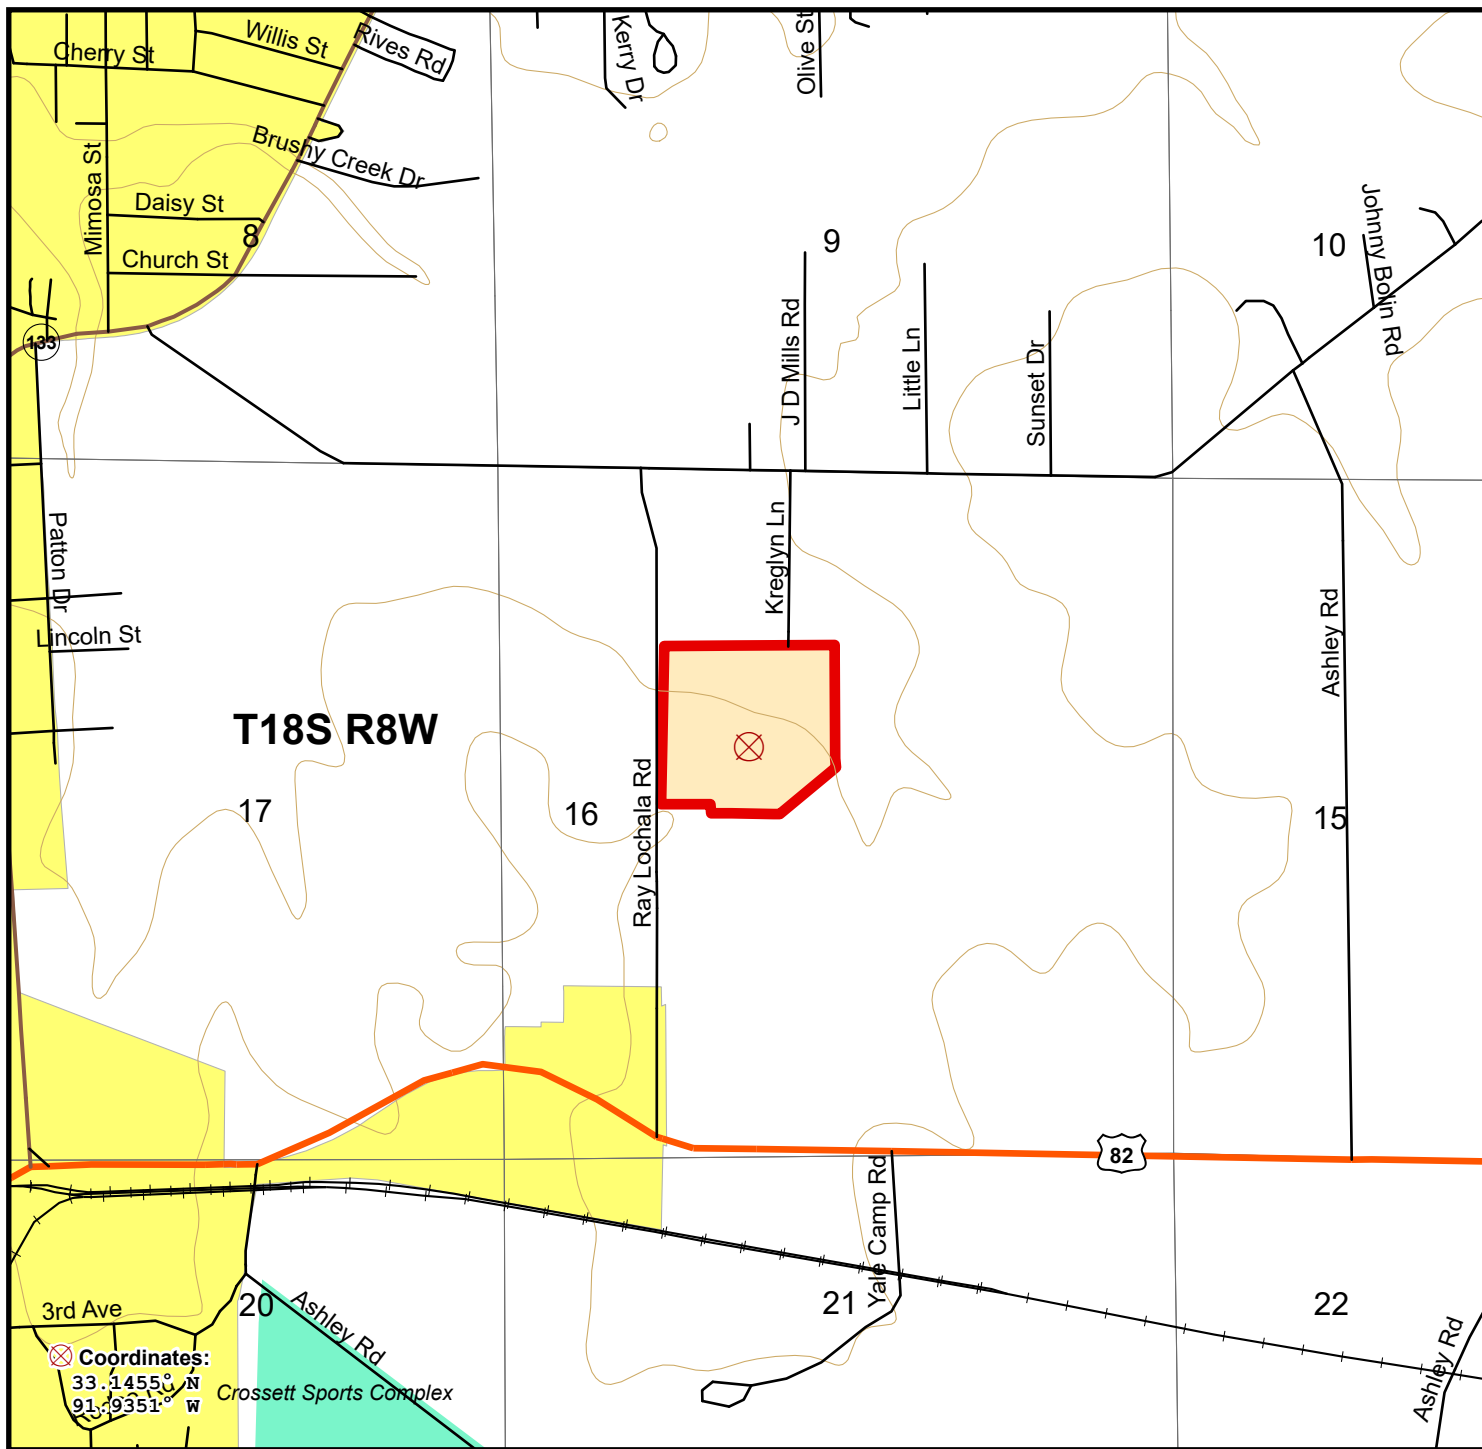 Cherry St
Willis St
Rives Rd
Kerry Dr
Olive St
Brushy Creek Dr
Mimosa St
Daisy St
8
Church St
9
10
Johnny Bolin Rd
133
J D Mills Rd
Little Ln
Sunset Dr
Patton Dr
Kreglyn Ln
Lincoln St
Ashley Rd
T18S R8W
17
16
15
Ray Lochala Rd
82
Yale Camp Rd
3rd Ave
20
Ashley Rd
21
22
Ashley Rd
Coordinates:
33.1455° N
91.9351° W
Crossett Sports Complex